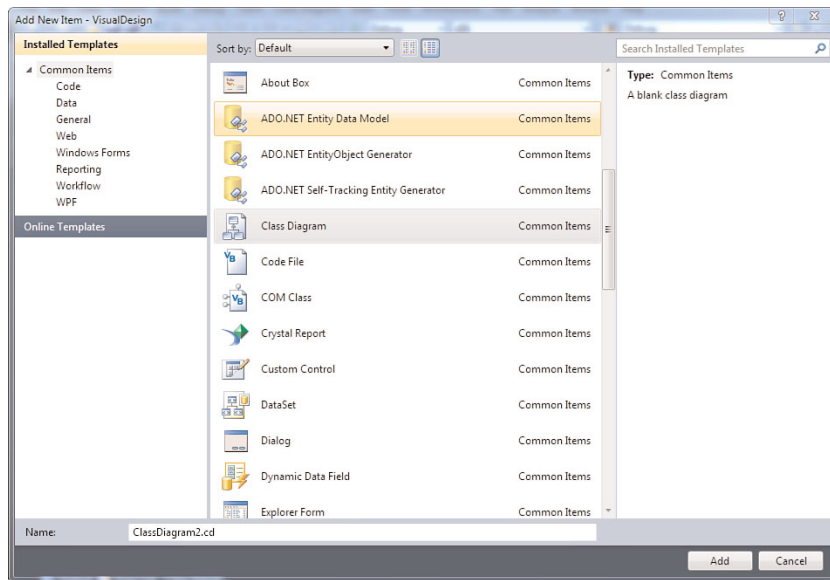 Add New Item - VisualDesign
Installed Templates
Common Items
Code
Data
General
Web
Windows Forms
Reporting
Workflow
WPF
Online Templates
Sort by: Default
Search Installed Templates
About Box Common Items
ADO.NET Entity Data Model Common Items
ADO.NET EntityObject Generator Common Items
ADO.NET Self-Tracking Entity Generator Common Items
Class Diagram Common Items
Code File Common Items
COM Class Common Items
Crystal Report Common Items
Custom Control Common Items
DataSet Common Items
Dialog Common Items
Dynamic Data Field Common Items
Explorer Form Common Items
Type: Common Items
A blank class diagram
Name: ClassDiagram2.cd
Add Cancel